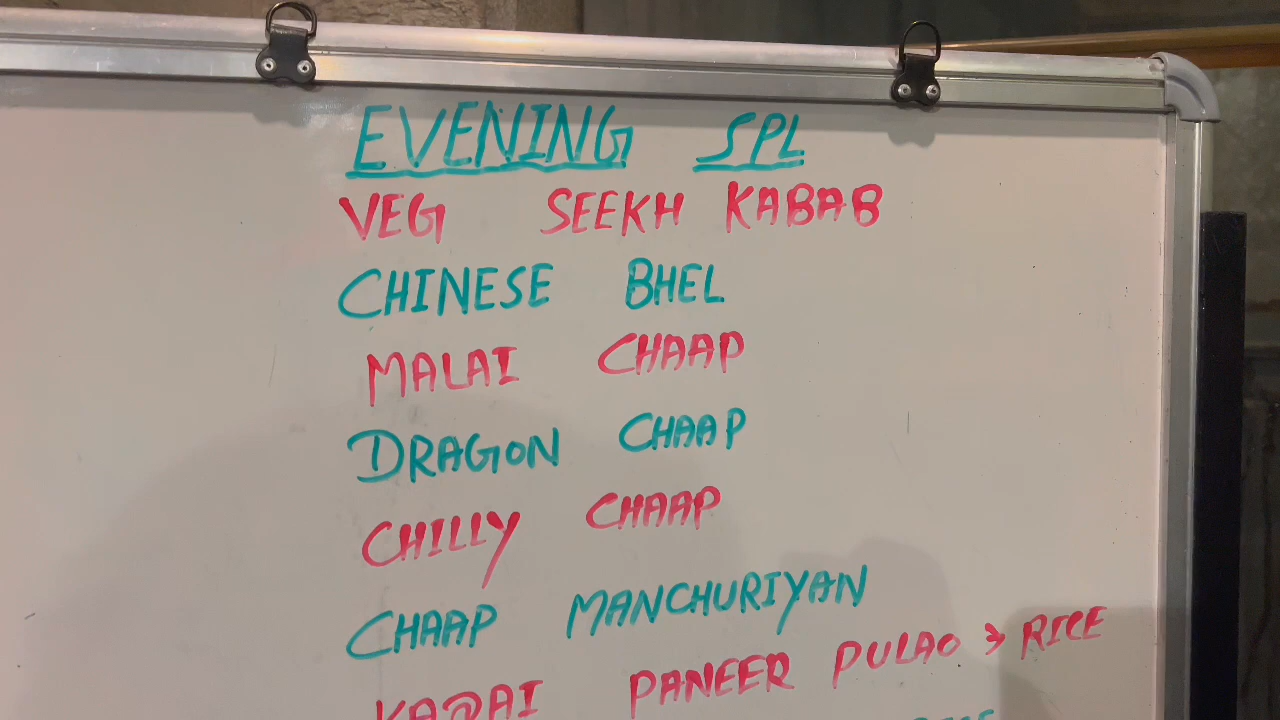 EVENING SPL
VEG SEEKH KABAB
CHINESE BHEL
MALAI CHAAP
DRAGON CHAAP
CHILLY CHAAP
CHAAP MANCHURIYAN
PANEER PULAO → RICE